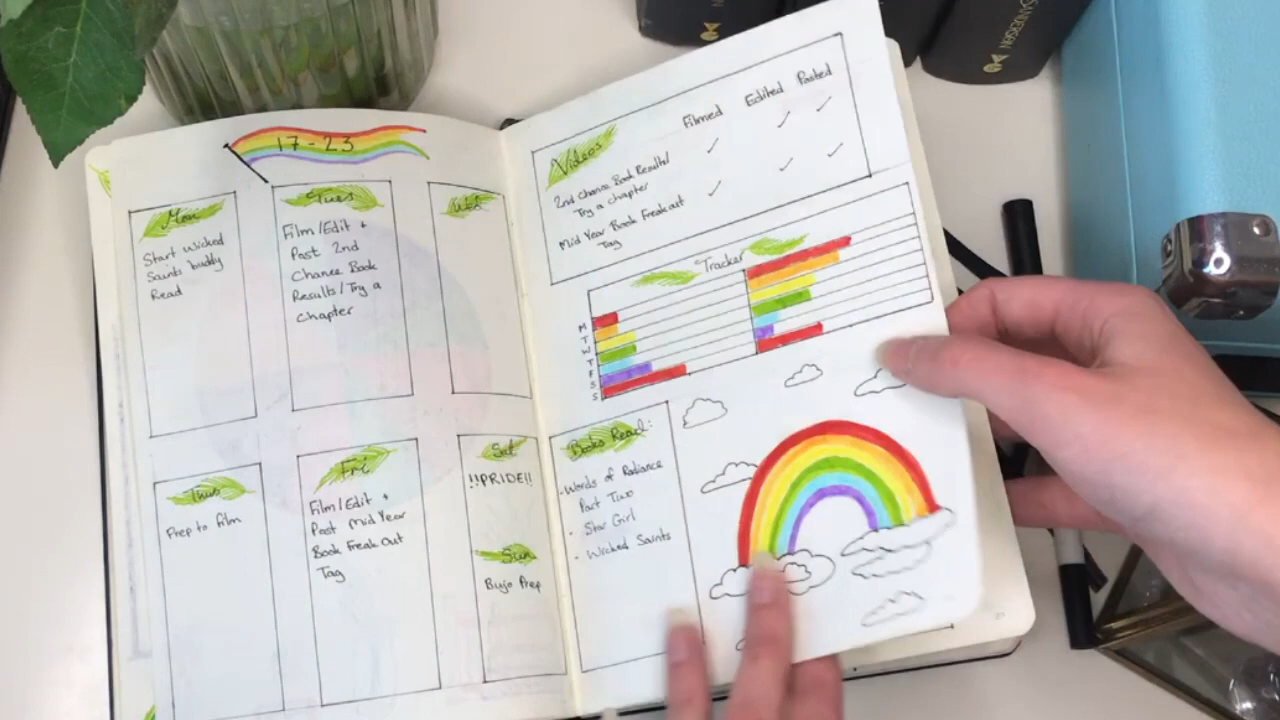 17-23
Mon
Start Wicked
Saints buddy
Read
Tues
Film/Edit +
Post 2nd
Chance Book
Results/Try a
Chapter
Wed
Thurs
Prep to film
Fri
Film/Edit +
Post Mid Year
Book Freak Out
Tag
Sat
!!PRIDE!!
Sun
Bujo Prep
Videos
Filmed Edited Posted
2nd Chance Book Results/
Try a chapter
Mid Year Book Freakout
Tag
Tracker
M
T
W
T
F
S
S
Books Read:
- Words of Radiance
Part Two
- Star Girl
- Wicked Saints
SANDERSON